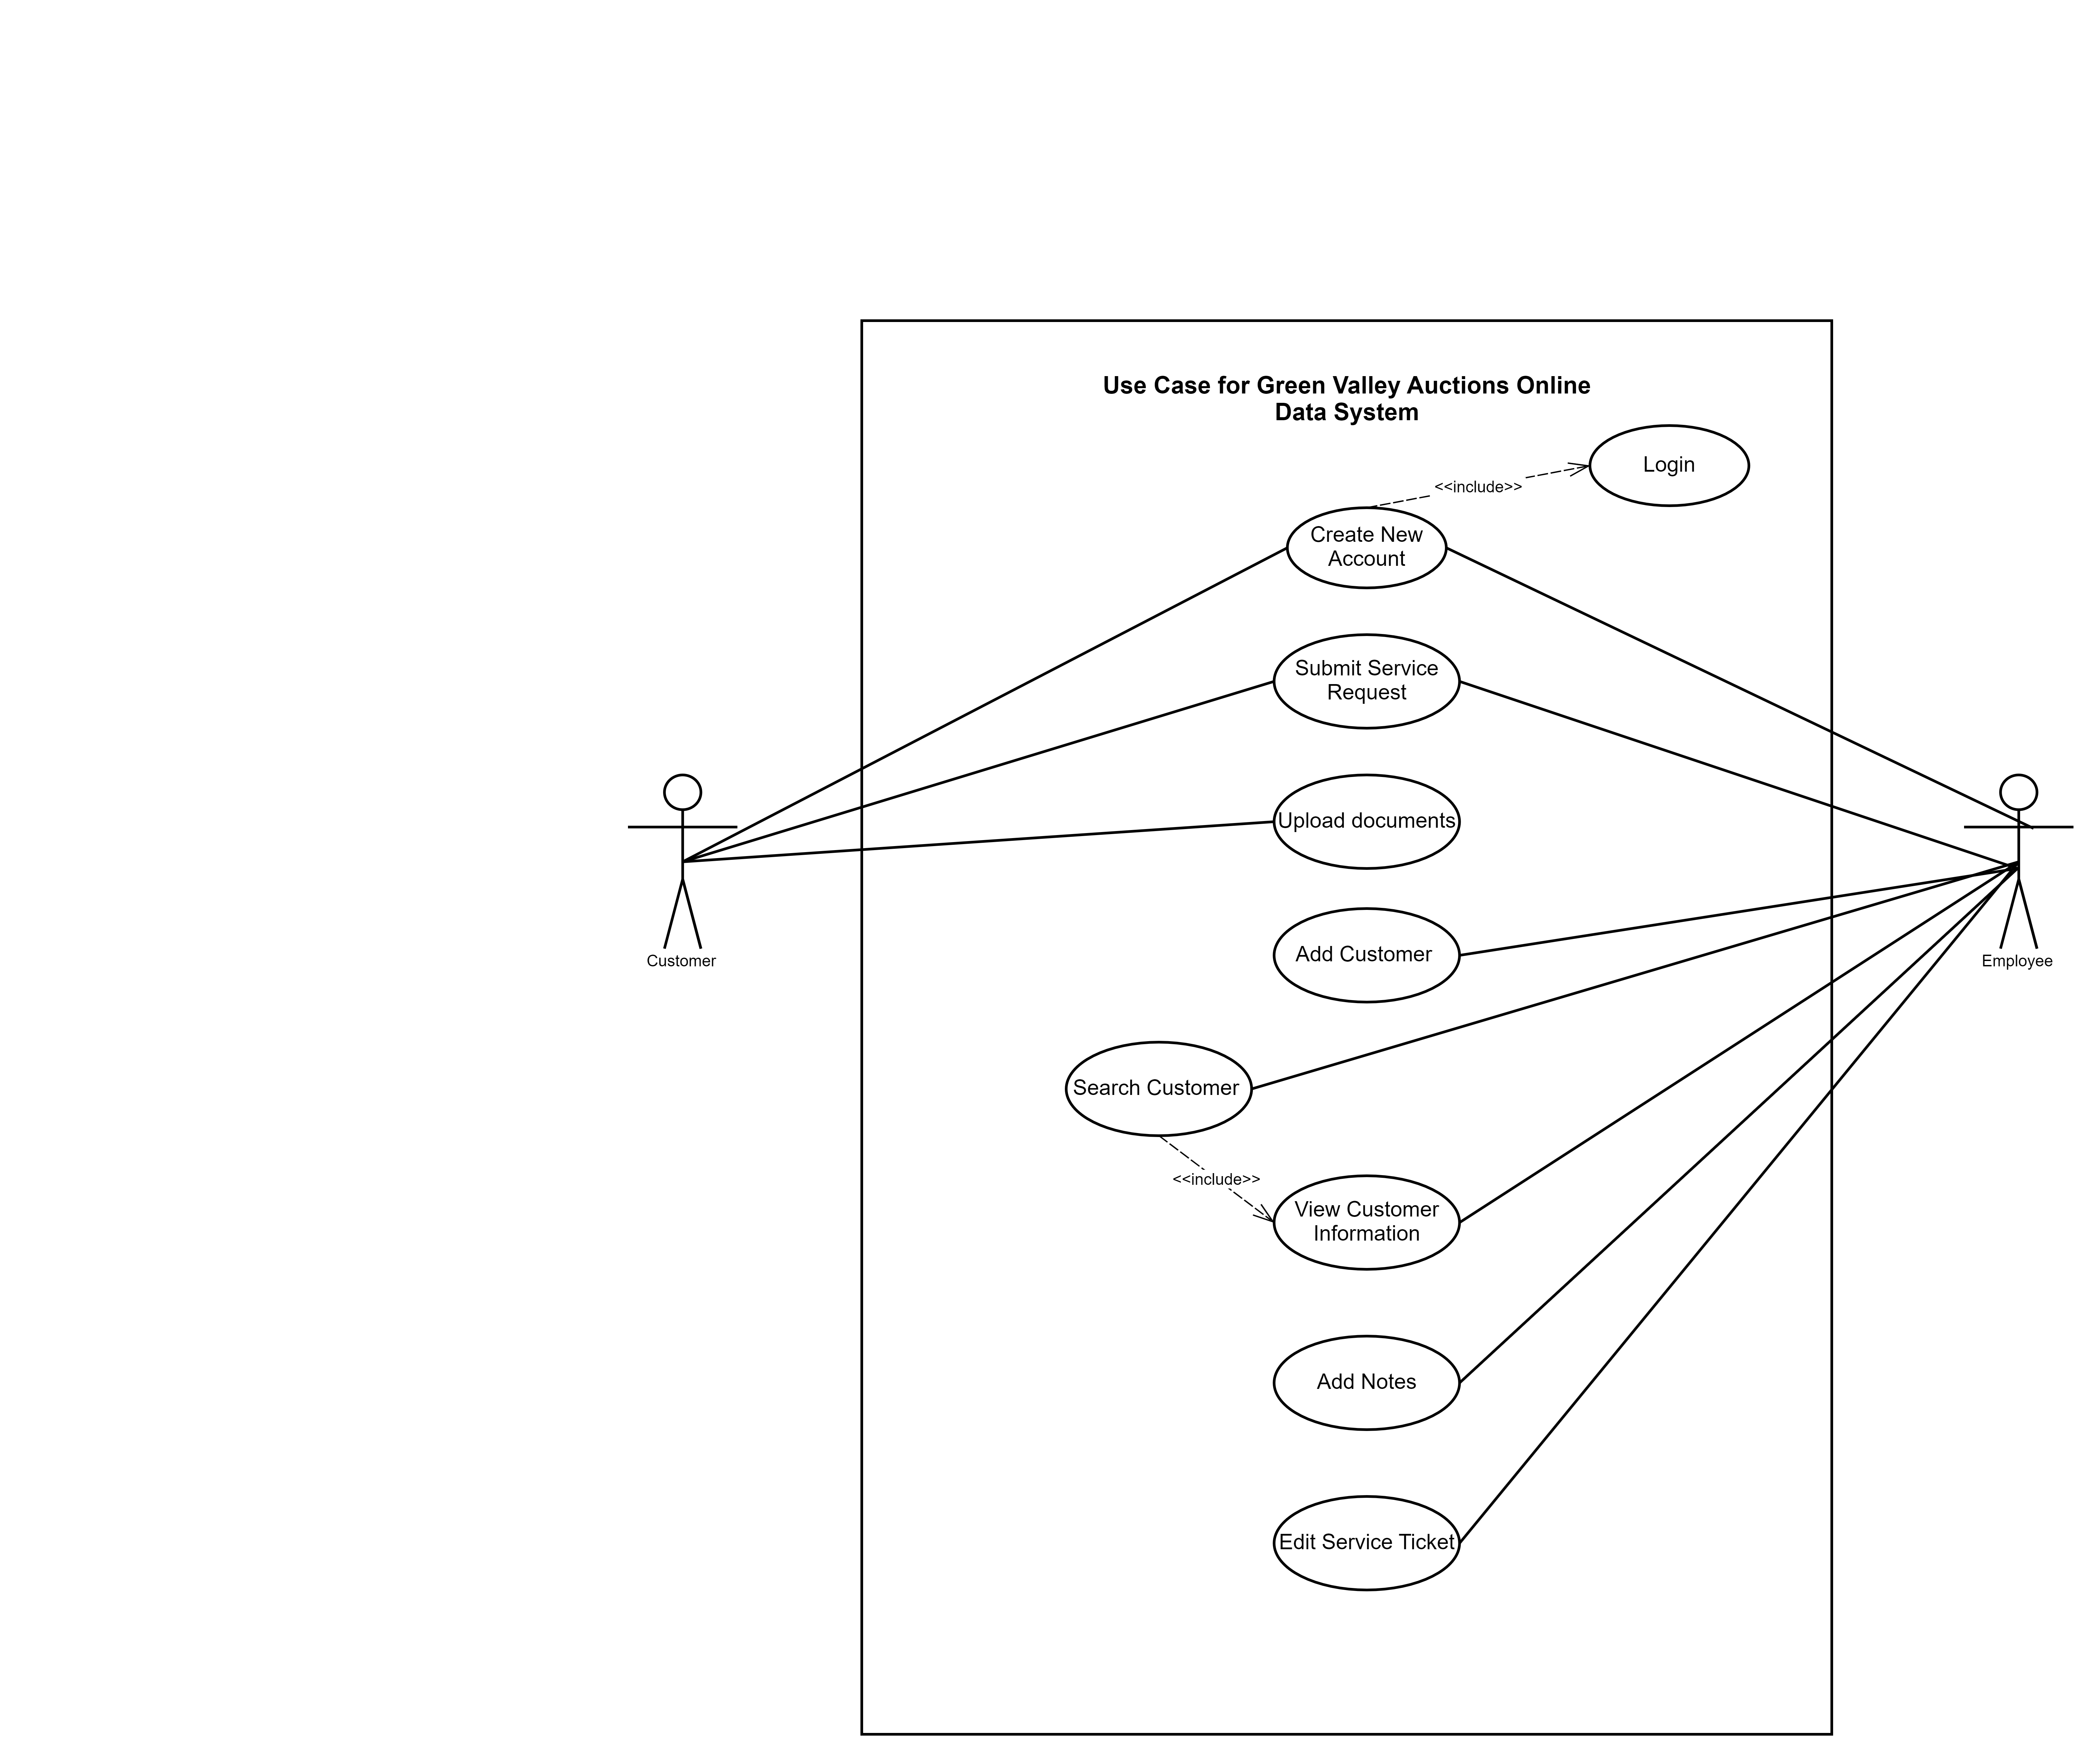 Use Case for Green Valley Auctions Online
Data System
Login
<<include>>
Create New
Account
Submit Service
Request
Upload documents
Customer
Employee
Add Customer
Search Customer
<<include>>
View Customer
Information
Add Notes
Edit Service Ticket